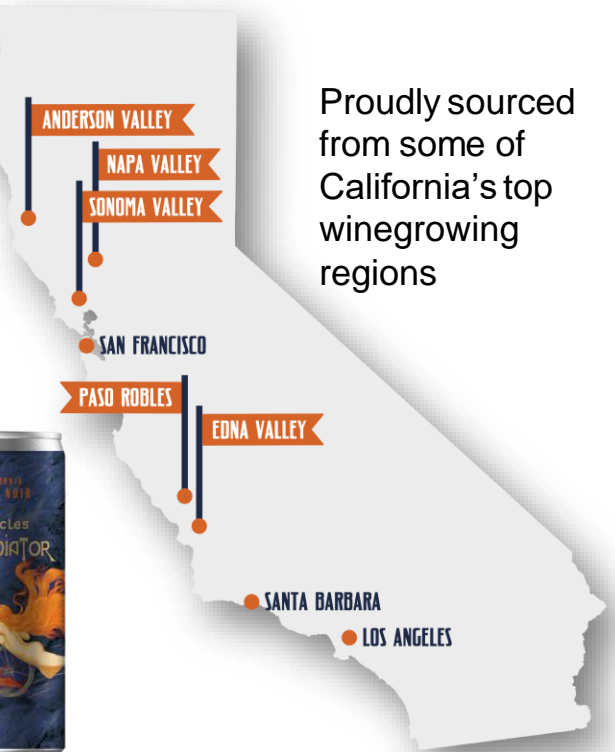 Proudly sourced
from some of
California's top
winegrowing
regions
ANDERSON VALLEY
NAPA VALLEY
SONOMA VALLEY
SAN FRANCISCO
PASO ROBLES
EDNA VALLEY
SANTA BARBARA
LOS ANGELES
NOIR